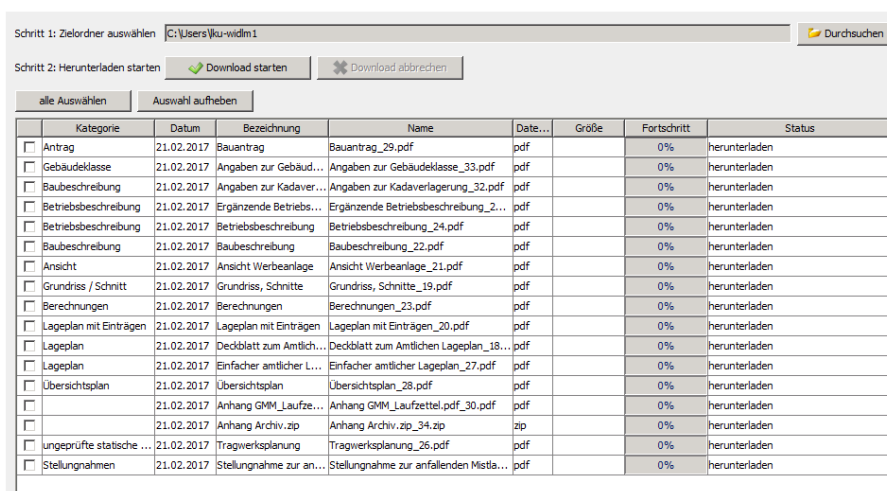 Schritt 1: Zielordner auswählen C:\Users\lku-widlm1 Durchsuchen
Schritt 2: Herunterladen starten Download starten Download abbrechen
alle Auswählen Auswahl aufheben
Kategorie Datum Bezeichnung Name Date... Größe Fortschritt Status
Antrag 21.02.2017 Bauantrag Bauantrag_29.pdf pdf 0% herunterladen
Gebäudeklasse 21.02.2017 Angaben zur Gebäud... Angaben zur Gebäudeklasse_33.pdf pdf 0% herunterladen
Baubeschreibung 21.02.2017 Angaben zur Kadaver... Angaben zur Kadaverlagerung_32.pdf pdf 0% herunterladen
Betriebsbeschreibung 21.02.2017 Ergänzende Betriebs... Ergänzende Betriebsbeschreibung_2... pdf 0% herunterladen
Betriebsbeschreibung 21.02.2017 Betriebsbeschreibung Betriebsbeschreibung_24.pdf pdf 0% herunterladen
Baubeschreibung 21.02.2017 Baubeschreibung Baubeschreibung_22.pdf pdf 0% herunterladen
Ansicht 21.02.2017 Ansicht Werbeanlage Ansicht Werbeanlage_21.pdf pdf 0% herunterladen
Grundriss / Schnitt 21.02.2017 Grundriss, Schnitte Grundriss, Schnitte_19.pdf pdf 0% herunterladen
Berechnungen 21.02.2017 Berechnungen Berechnungen_23.pdf pdf 0% herunterladen
Lageplan mit Einträgen 21.02.2017 Lageplan mit Einträgen Lageplan mit Einträgen_20.pdf pdf 0% herunterladen
Lageplan 21.02.2017 Deckblatt zum Amtlich... Deckblatt zum Amtlichen Lageplan_18... pdf 0% herunterladen
Lageplan 21.02.2017 Einfacher amtlicher L... Einfacher amtlicher Lageplan_27.pdf pdf 0% herunterladen
Übersichtsplan 21.02.2017 Übersichtsplan Übersichtsplan_28.pdf pdf 0% herunterladen
21.02.2017 Anhang GMM_Laufze... Anhang GMM_Laufzettel.pdf_30.pdf pdf 0% herunterladen
21.02.2017 Anhang Archiv.zip Anhang Archiv.zip_34.zip zip 0% herunterladen
ungeprüfte statische ... 21.02.2017 Tragwerksplanung Tragwerksplanung_26.pdf pdf 0% herunterladen
Stellungnahmen 21.02.2017 Stellungnahme zur an... Stellungnahme zur anfallenden Mistla... pdf 0% herunterladen